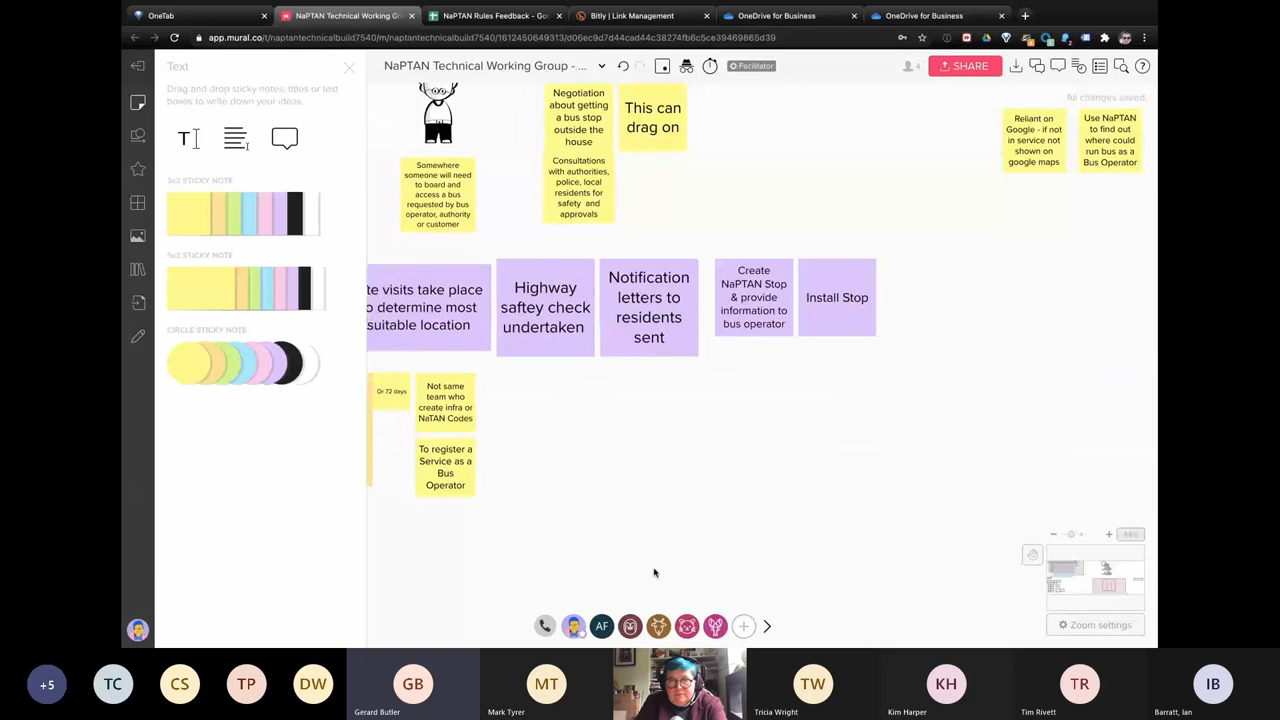 OneTab
NaPTAN Technical Working Gro
NaPTAN Rules Feedback - Goo
Bitly | Link Management
OneDrive for Business
OneDrive for Business
app.mural.co/t/naptantechnicalbuild7540/m/naptantechnicalbuild7540/1612450649313/d06ec9d7d44cad44c38274fb6c5ce39469865d39
Text
NaPTAN Technical Working Group - ...
Facilitator
4
SHARE
Drag and drop sticky notes, titles or text
boxes to write down your ideas.
All changes saved.
3x3 STICKY NOTE
5x2 STICKY NOTE
CIRCLE STICKY NOTE
Negotiation
about getting
a bus stop
outside the
house
This can
drag on
Reliant on
Google - if not
in service not
shown on
google maps
Use NaPTAN
to find out
where could
run bus as a
Bus Operator
Somewhere
someone will
need to
board and
access a bus
requested by bus
operator, authority
or customer
Consultations
with authorities,
police, local
residents for
safety and
approvals
te visits take place
o determine most
suitable location
Highway
saftey check
undertaken
Notification
letters to
residents
sent
Create
NaPTAN Stop
& provide
information to
bus operator
Install Stop
Or 72 days
Not same
team who
create infra or
NaTAN Codes
To register a
Service as a
Bus
Operator
Zoom settings
AF
+5
TC
CS
TP
DW
GB
Gerard Butler
MT
Mark Tyrer
TW
Tricia Wright
KH
Kim Harper
TR
Tim Rivett
IB
Barratt, Ian